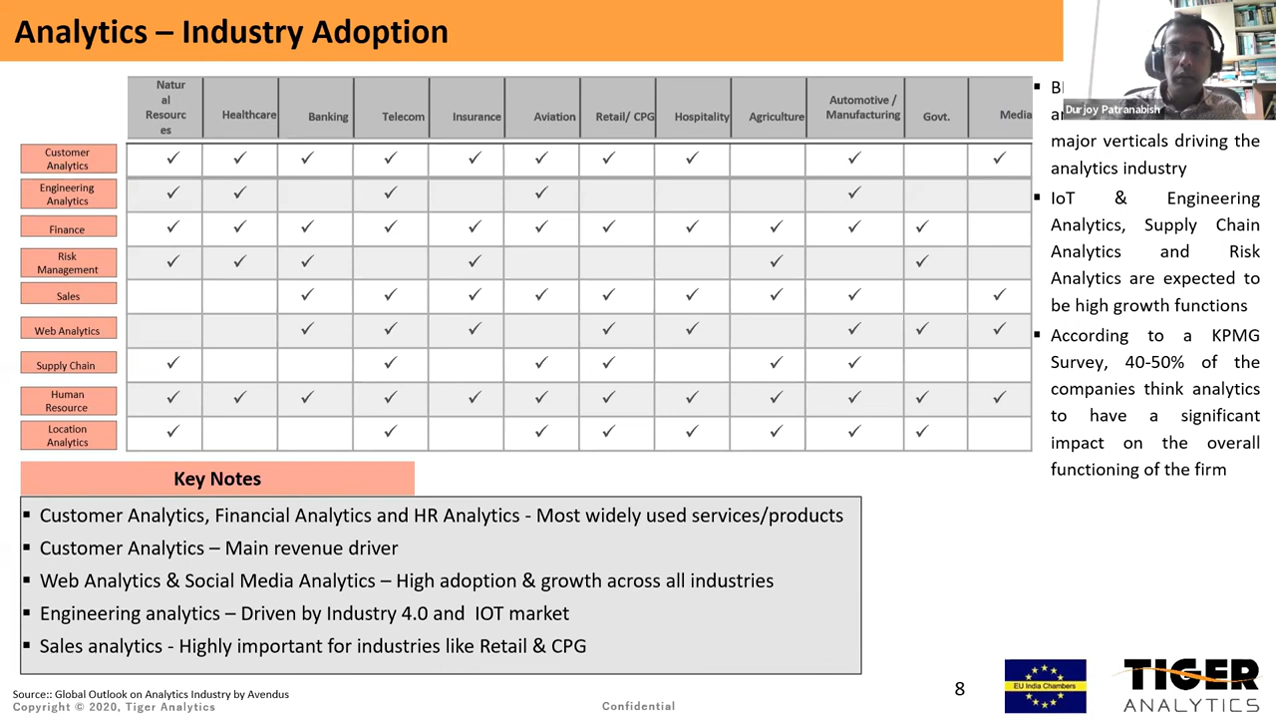 Analytics – Industry Adoption
Durjoy Patranabish
Natur
al
Resourc
es
Healthcare
Banking
Telecom
Insurance
Aviation
Retail/ CPG
Hospitality
Agriculture
Automotive /
Manufacturing
Govt.
Media
Customer
Analytics
✓ ✓ ✓ ✓ ✓ ✓ ✓ ✓ ✓ ✓
Engineering
Analytics
✓ ✓ ✓ ✓ ✓
Finance
✓ ✓ ✓ ✓ ✓ ✓ ✓ ✓ ✓ ✓ ✓
Risk
Management
✓ ✓ ✓ ✓ ✓ ✓
Sales
✓ ✓ ✓ ✓ ✓ ✓ ✓ ✓ ✓
Web Analytics
✓ ✓ ✓ ✓ ✓ ✓ ✓ ✓
Supply Chain
✓ ✓ ✓ ✓ ✓ ✓
Human
Resource
✓ ✓ ✓ ✓ ✓ ✓ ✓ ✓ ✓ ✓ ✓ ✓
Location
Analytics
✓ ✓ ✓ ✓ ✓ ✓ ✓ ✓
major verticals driving the
analytics industry
▪ IoT & Engineering
Analytics, Supply Chain
Analytics and Risk
Analytics are expected to
be high growth functions
▪ According to a KPMG
Survey, 40-50% of the
companies think analytics
to have a significant
impact on the overall
functioning of the firm
Key Notes
▪ Customer Analytics, Financial Analytics and HR Analytics - Most widely used services/products
▪ Customer Analytics – Main revenue driver
▪ Web Analytics & Social Media Analytics – High adoption & growth across all industries
▪ Engineering analytics – Driven by Industry 4.0 and IOT market
▪ Sales analytics - Highly important for industries like Retail & CPG
Source:: Global Outlook on Analytics Industry by Avendus
Copyright © 2020, Tiger Analytics
Confidential
8
EU India Chambers
TIGER
ANALYTICS